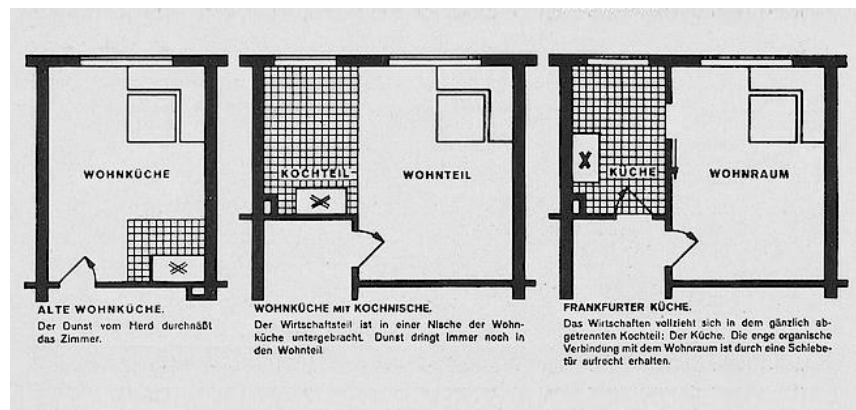 WOHNKÜCHE
KOCHTEIL
WOHNTEIL
KÜCHE
WOHNRAUM
ALTE WOHNKÜCHE.
Der Dunst vom Herd durchnäßt
das Zimmer.
WOHNKÜCHE MIT KOCHNISCHE.
Der Wirtschaftsteil ist in einer Nische der Wohn-
küche untergebracht. Dunst dringt immer noch in
den Wohnteil
FRANKFURTER KÜCHE.
Das Wirtschaften vollzieht sich in dem gänzlich ab-
getrennten Kochteil: Der Küche. Die enge organische
Verbindung mit dem Wohnraum ist durch eine Schiebe-
tür aufrecht erhalten.